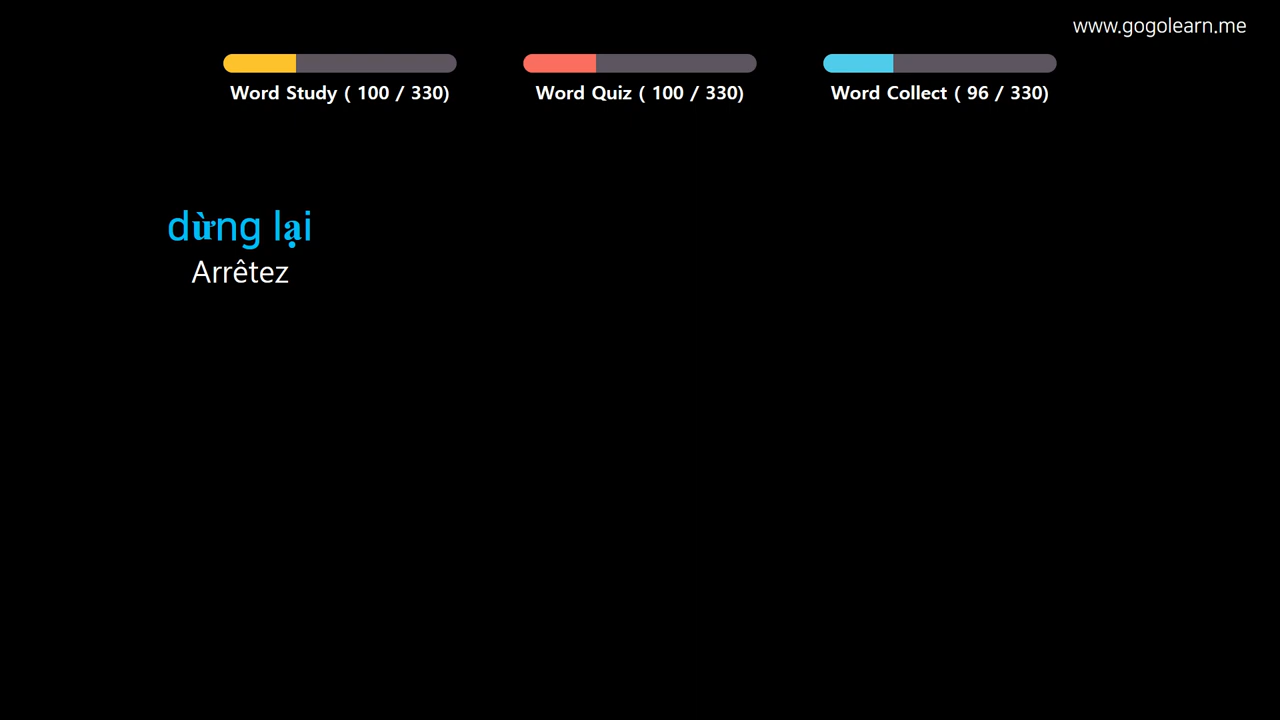 www.gogolearn.me
Word Study ( 100 / 330)
Word Quiz ( 100 / 330)
Word Collect ( 96 / 330)
dừng lại
Arrêtez